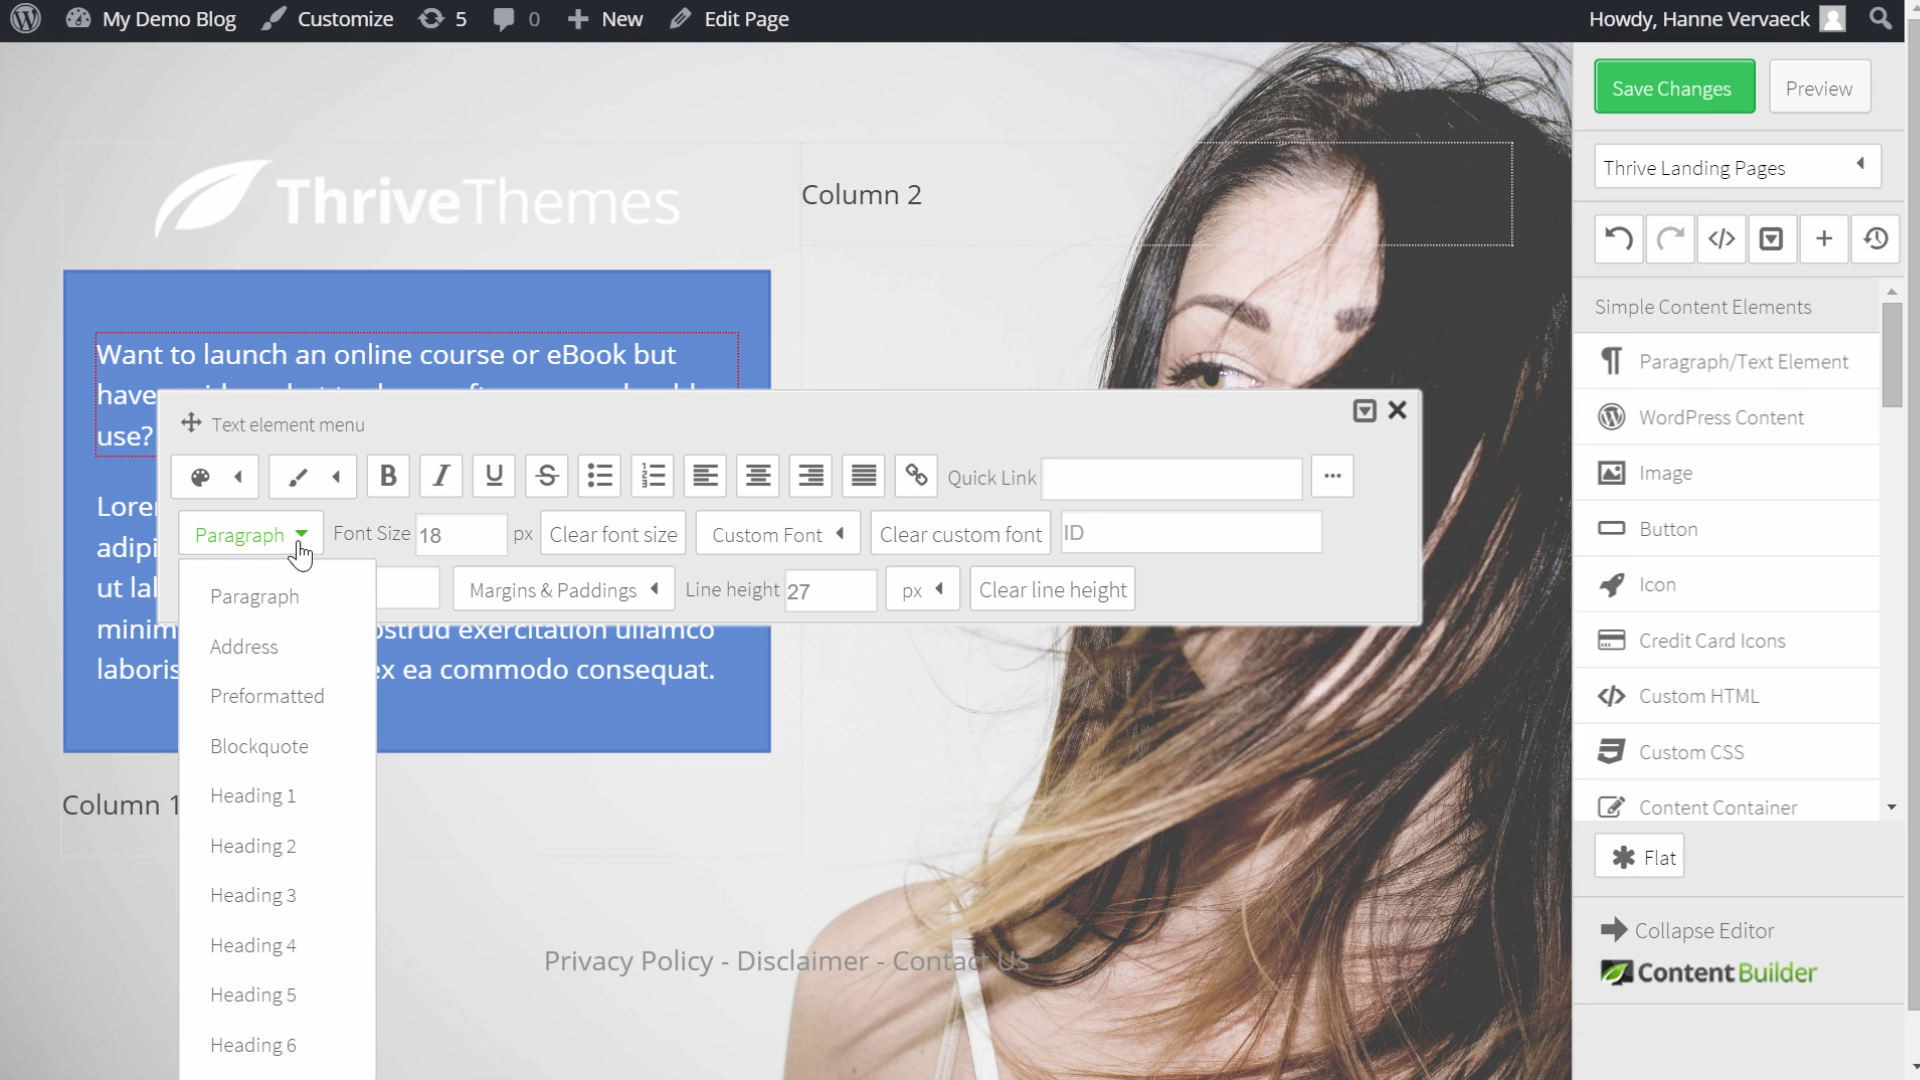 My Demo Blog Customize 5 0 New Edit Page Howdy, Hanne Vervaeck
Save Changes Preview
Thrive Landing Pages
ThriveThemes
Column 2
Simple Content Elements
Paragraph/Text Element
WordPress Content
Image
Button
Icon
Credit Card Icons
Custom HTML
Custom CSS
Content Container
Flat
Collapse Editor
Content Builder
Want to launch an online course or eBook but
have
use?
Text element menu
B I U S Quick Link ...
Paragraph Font Size 18 px Clear font size Custom Font Clear custom font ID
Margins & Paddings Line height 27 px Clear line height
Paragraph
Address
Preformatted
Blockquote
Heading 1
Heading 2
Heading 3
Heading 4
Heading 5
Heading 6
Lore
adipi
ut la
minim ostrud exercitation ullamco
laboris ex ea commodo consequat.
Column 1
Privacy Policy - Disclaimer - Contact Us